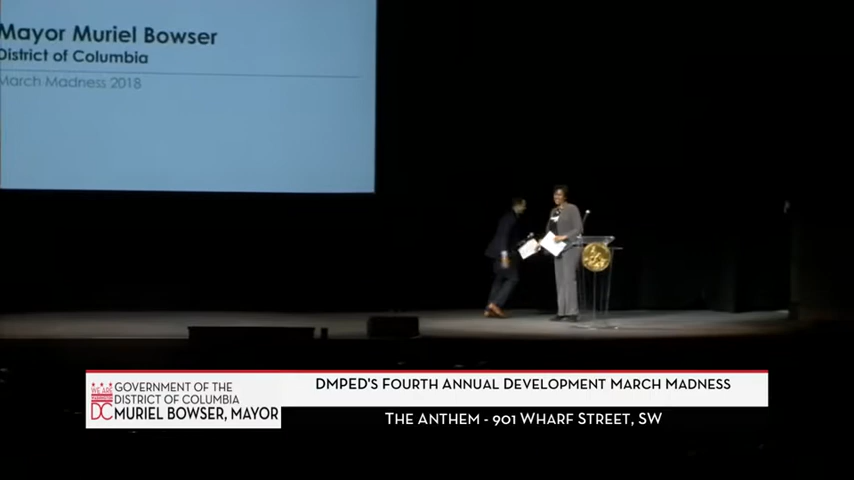 Mayor Muriel Bowser
District of Columbia
March Madness 2018
WE ARE
WASHINGTON
DC
GOVERNMENT OF THE
DISTRICT OF COLUMBIA
MURIEL BOWSER, MAYOR
DMPED'S FOURTH ANNUAL DEVELOPMENT MARCH MADNESS
THE ANTHEM - 901 WHARF STREET, SW